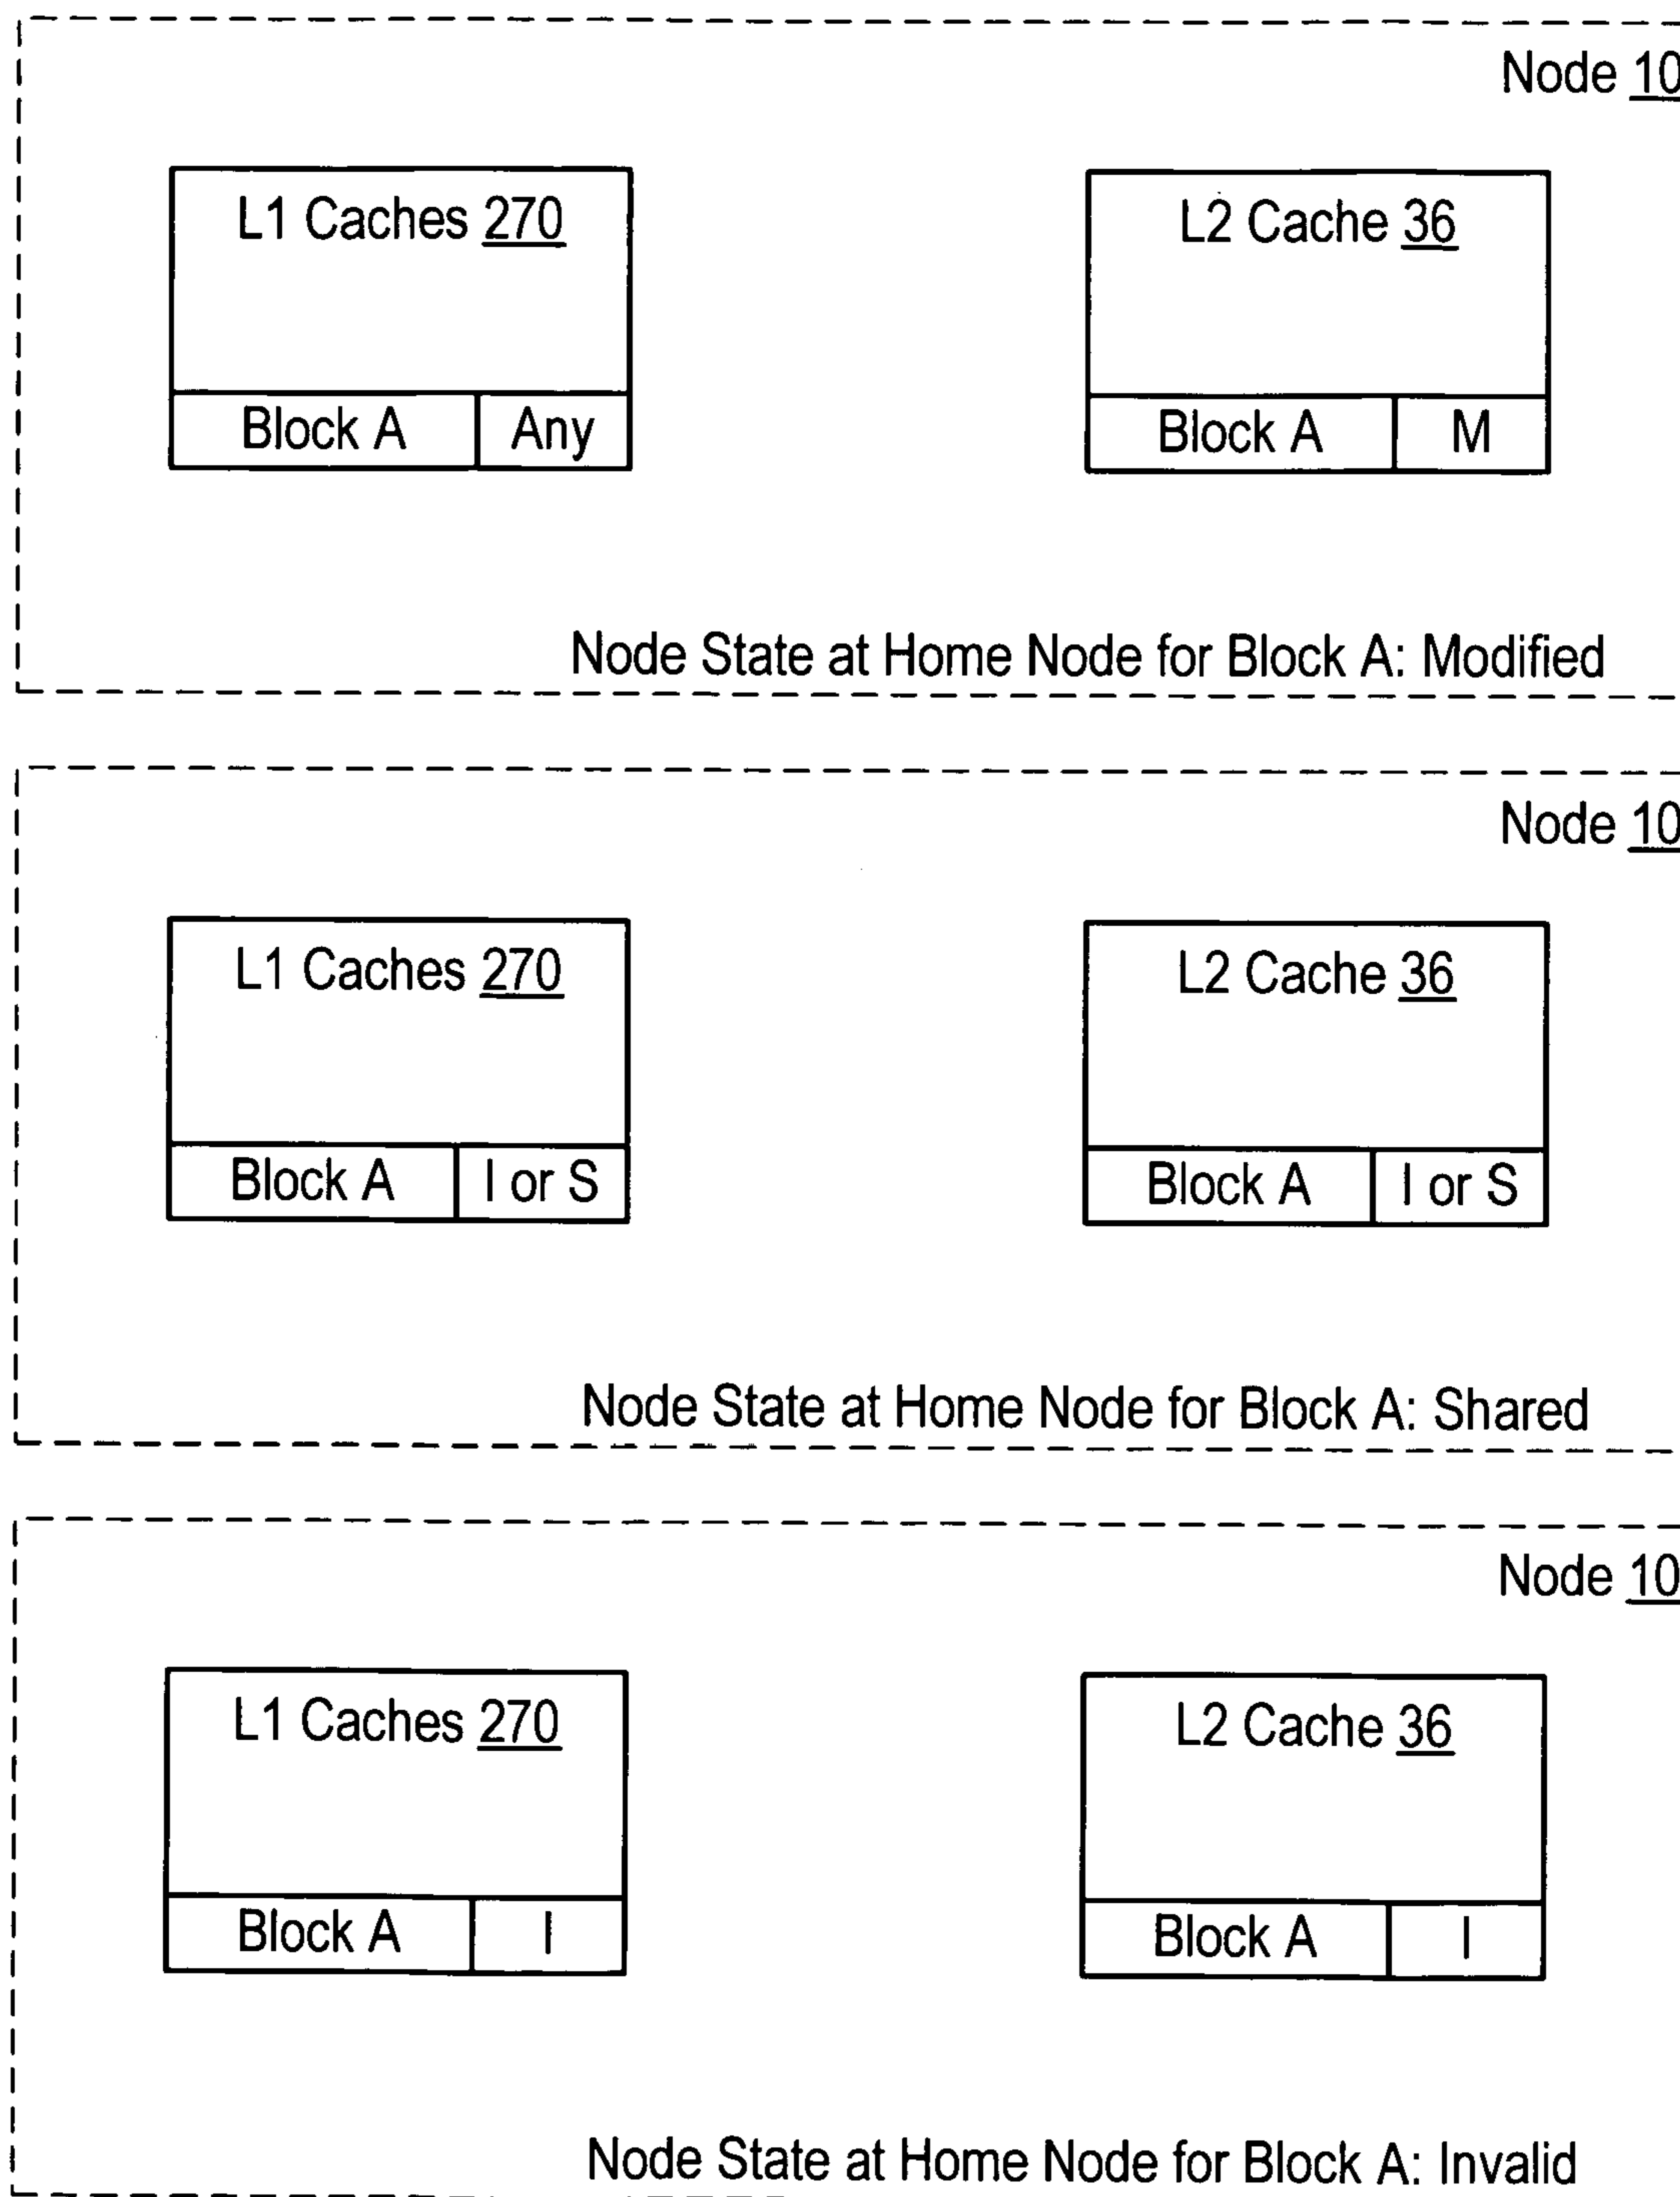 Node 10
L1 Caches 270
L2 Cache 36
Block A
Any
Block A
M
Node State at Home Node for Block A: Modified
Node 10
L1 Caches 270
L2 Cache 36
Block A
I or S
Block A
I or S
Node State at Home Node for Block A: Shared
Node 10
L1 Caches 270
L2 Cache 36
Block A
I
Block A
I
Node State at Home Node for Block A: Invalid